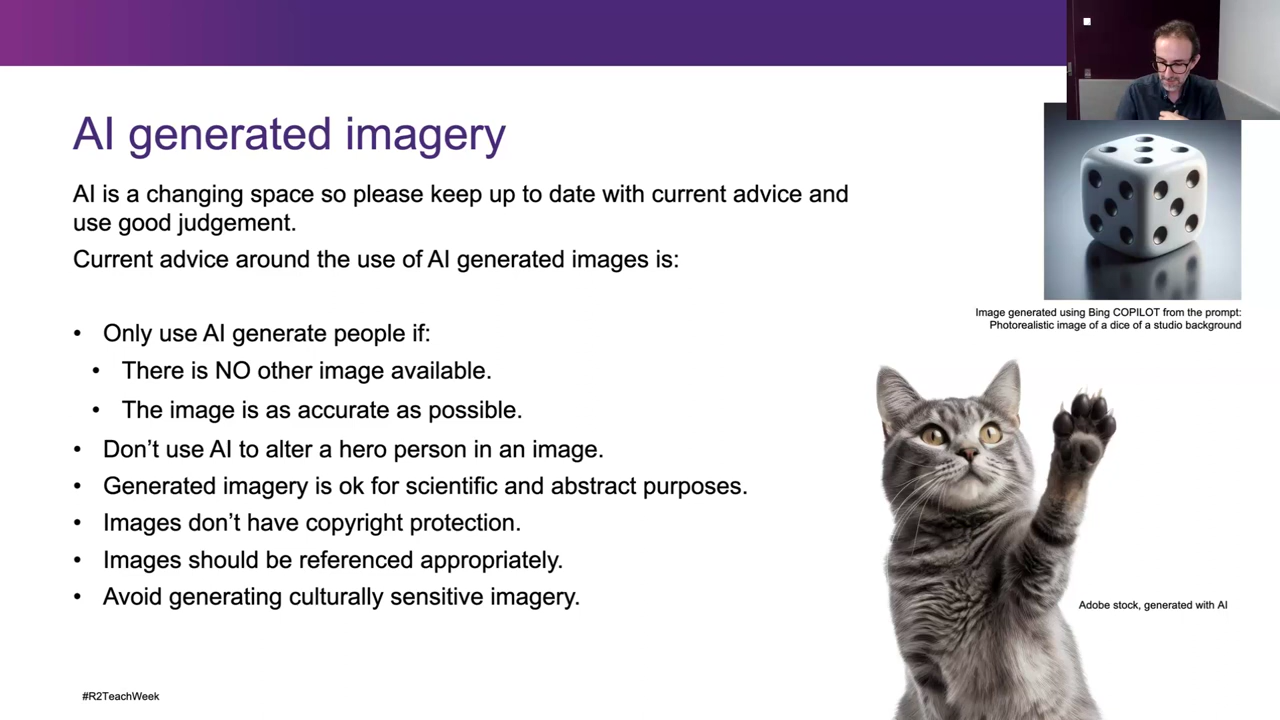 AI generated imagery
AI is a changing space so please keep up to date with current advice and
use good judgement.
Current advice around the use of AI generated images is:
• Only use AI generate people if:
• There is NO other image available.
• The image is as accurate as possible.
• Don’t use AI to alter a hero person in an image.
• Generated imagery is ok for scientific and abstract purposes.
• Images don’t have copyright protection.
• Images should be referenced appropriately.
• Avoid generating culturally sensitive imagery.
Image generated using Bing COPILOT from the prompt:
Photorealistic image of a dice of a studio background
Adobe stock, generated with AI
#R2TeachWeek